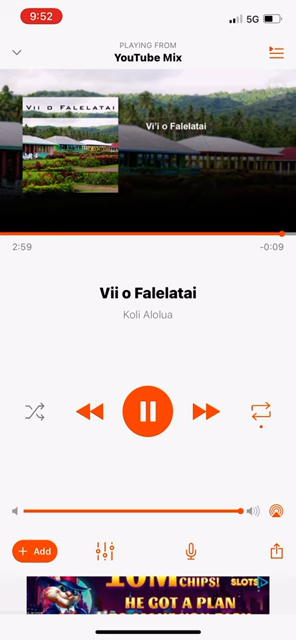 9:52
5G
PLAYING FROM
YouTube Mix
VII O FALELATAI
Vi'i o Falelatai
2:59
-0:09
Vii o Falelatai
Koli Alolua
+ Add
10M CHIPS! SLOTS
HE GOT A PLAN